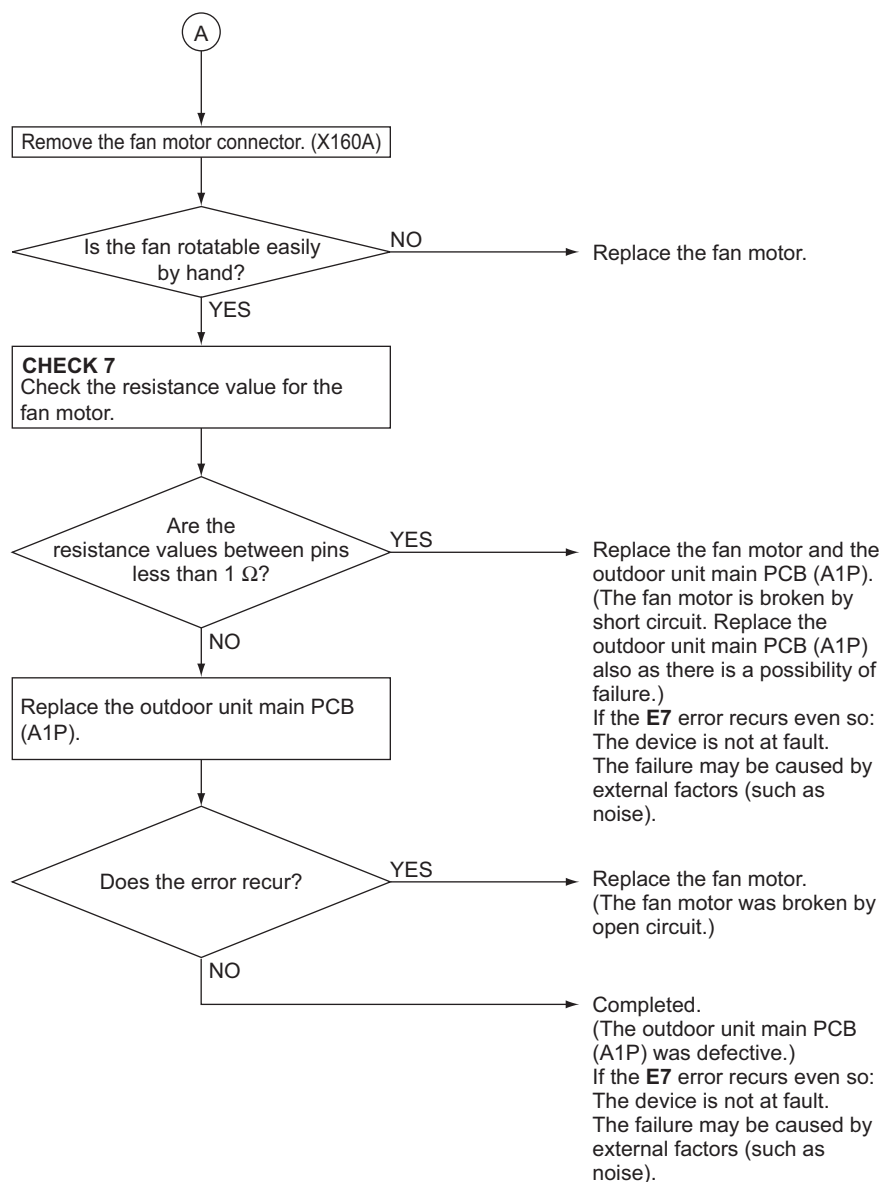 A
Remove the fan motor connector. (X160A)
Is the fan rotatable easily
by hand?
NO
Replace the fan motor.
YES
CHECK 7
Check the resistance value for the
fan motor.
Are the
resistance values between pins
less than 1 Ω?
YES
Replace the fan motor and the
outdoor unit main PCB (A1P).
(The fan motor is broken by
short circuit. Replace the
outdoor unit main PCB (A1P)
also as there is a possibility of
failure.)
If the E7 error recurs even so:
The device is not at fault.
The failure may be caused by
external factors (such as
noise).
NO
Replace the outdoor unit main PCB
(A1P).
Does the error recur?
YES
Replace the fan motor.
(The fan motor was broken by
open circuit.)
NO
Completed.
(The outdoor unit main PCB
(A1P) was defective.)
If the E7 error recurs even so:
The device is not at fault.
The failure may be caused by
external factors (such as
noise).